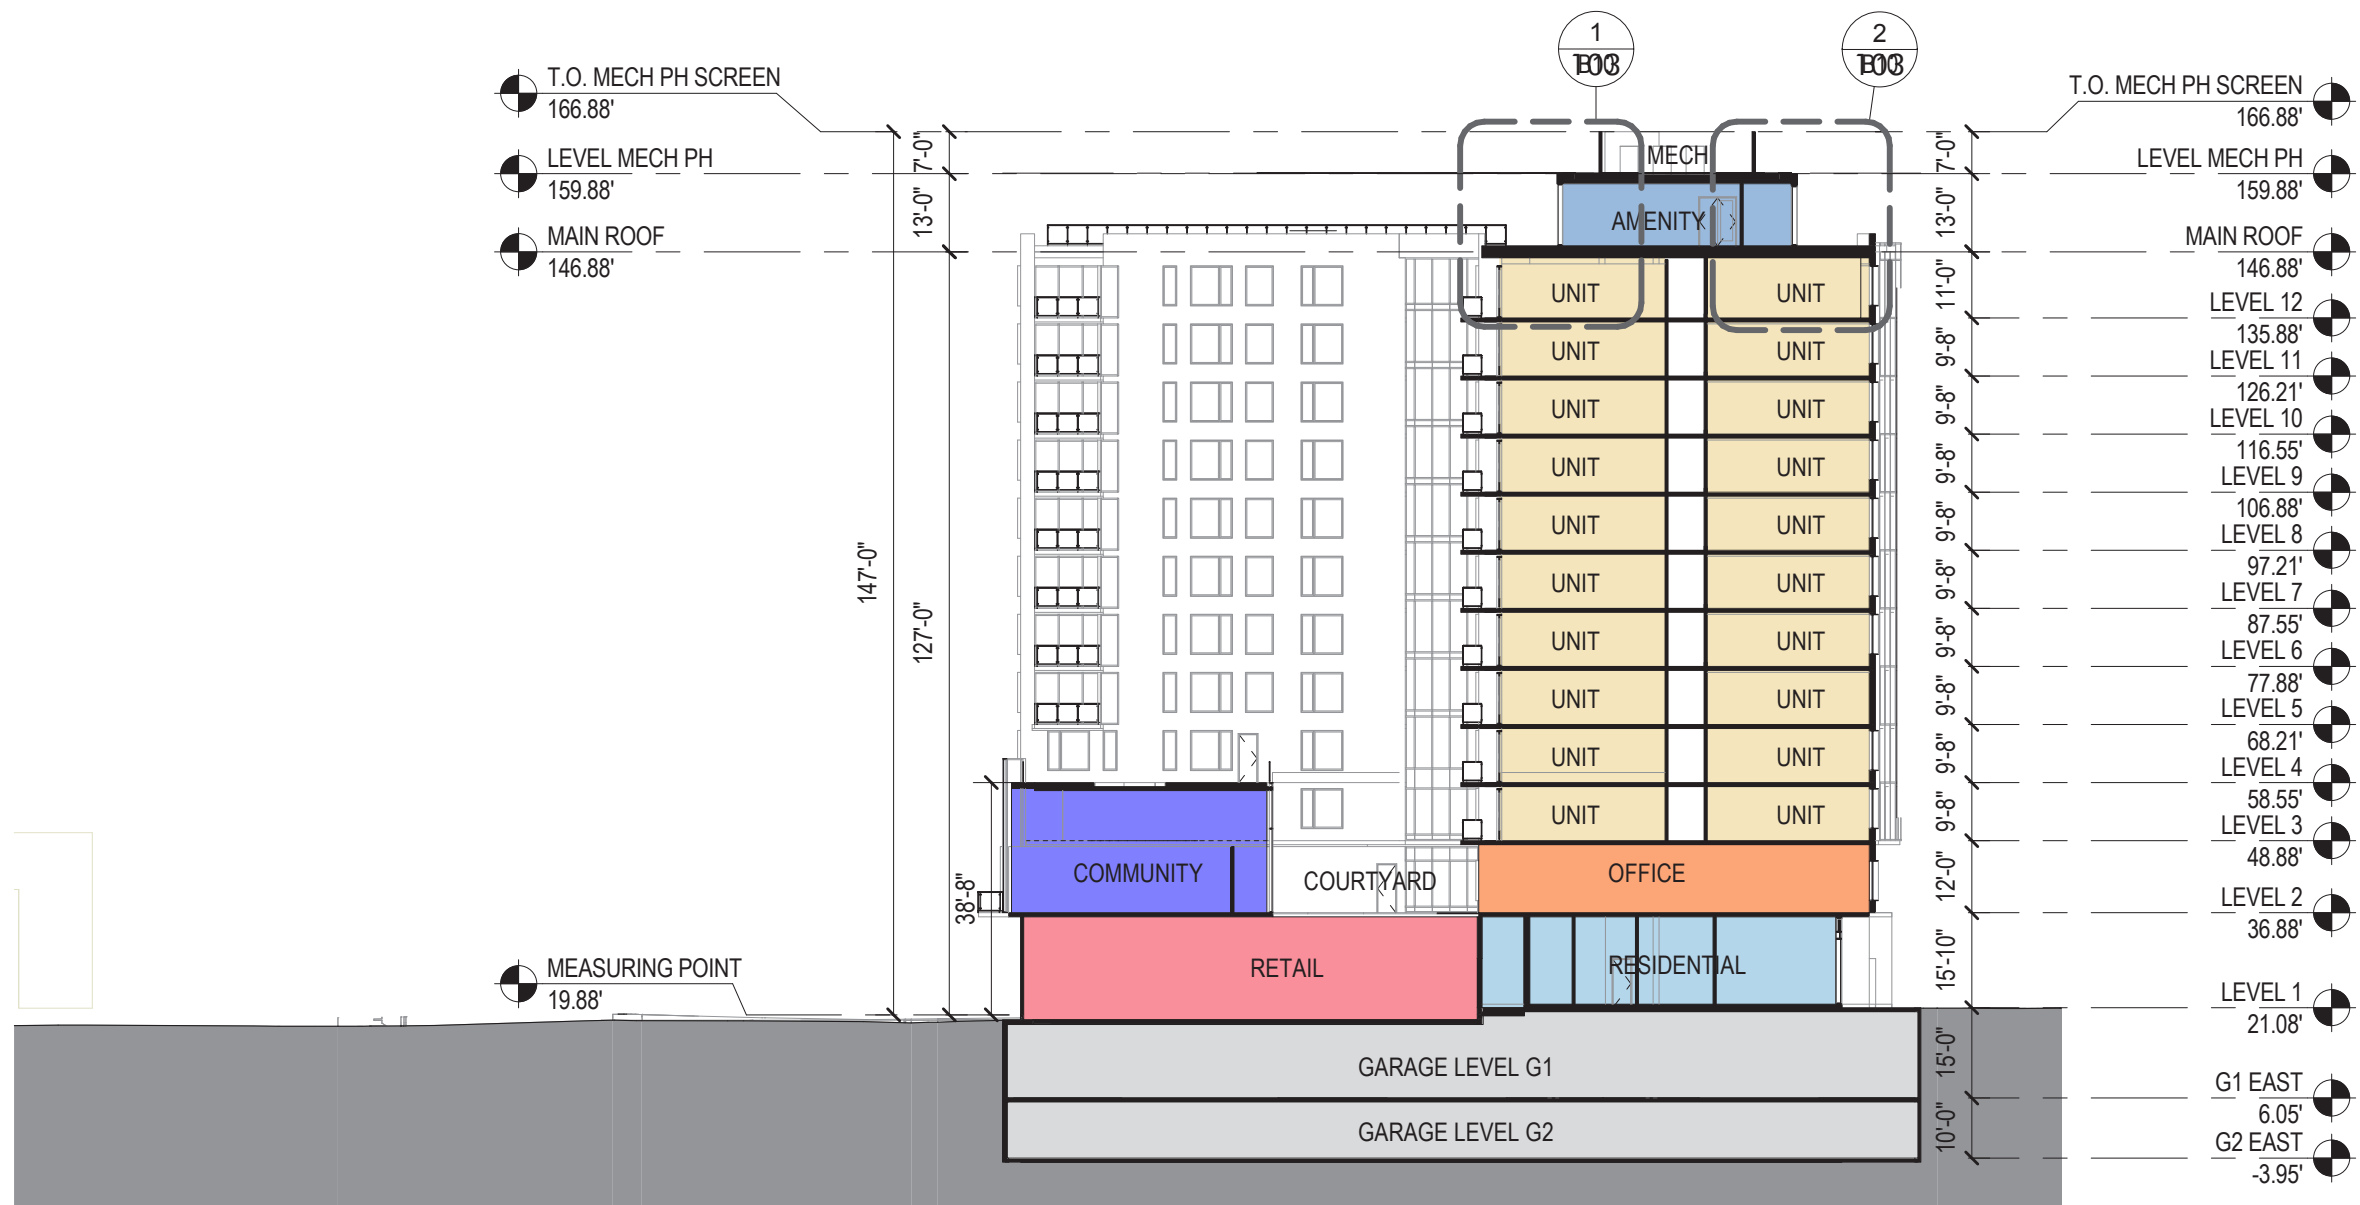 1
2
T.O. MECH PH SCREEN
166.88'
LEVEL MECH PH
159.88'
MAIN ROOF
146.88'
MEASURING POINT
19.88'
147'-0"
7'-0"
13'-0"
127'-0"
38'-8"
MECH
AMENITY
UNIT UNIT
UNIT UNIT
UNIT UNIT
UNIT UNIT
UNIT UNIT
UNIT UNIT
UNIT UNIT
UNIT UNIT
UNIT UNIT
UNIT UNIT
COMMUNITY
COURTYARD
OFFICE
RETAIL
RESIDENTIAL
GARAGE LEVEL G1
GARAGE LEVEL G2
7'-0"
13'-0"
11'-0"
9'-8"
9'-8"
9'-8"
9'-8"
9'-8"
9'-8"
9'-8"
9'-8"
9'-8"
12'-0"
15'-10"
15'-0"
10'-0"
T.O. MECH PH SCREEN
166.88'
LEVEL MECH PH
159.88'
MAIN ROOF
146.88'
LEVEL 12
135.88'
LEVEL 11
126.21'
LEVEL 10
116.55'
LEVEL 9
106.88'
LEVEL 8
97.21'
LEVEL 7
87.55'
LEVEL 6
77.88'
LEVEL 5
68.21'
LEVEL 4
58.55'
LEVEL 3
48.88'
LEVEL 2
36.88'
LEVEL 1
21.08'
G1 EAST
6.05'
G2 EAST
-3.95'